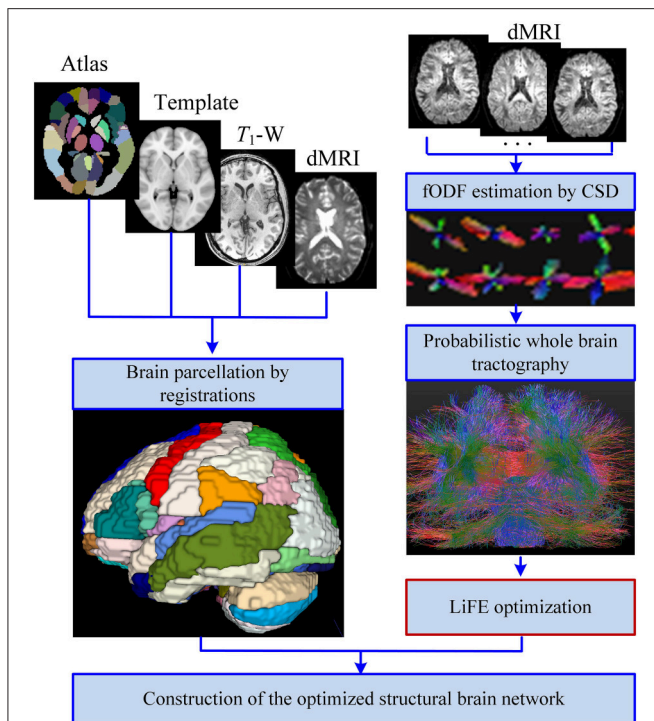 Atlas
Template
T1-W
dMRI
Brain parcellation by
registrations
dMRI
. . .
fODF estimation by CSD
Probabilistic whole brain
tractography
LiFE optimization
Construction of the optimized structural brain network